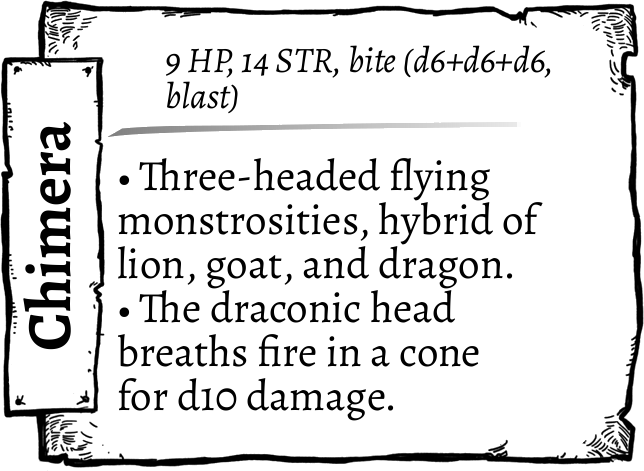 Chimera
9 HP, 14 STR, bite (d6+d6+d6,
blast)
• Three-headed flying
monstrosities, hybrid of
lion, goat, and dragon.
• The draconic head
breaths fire in a cone
for d10 damage.